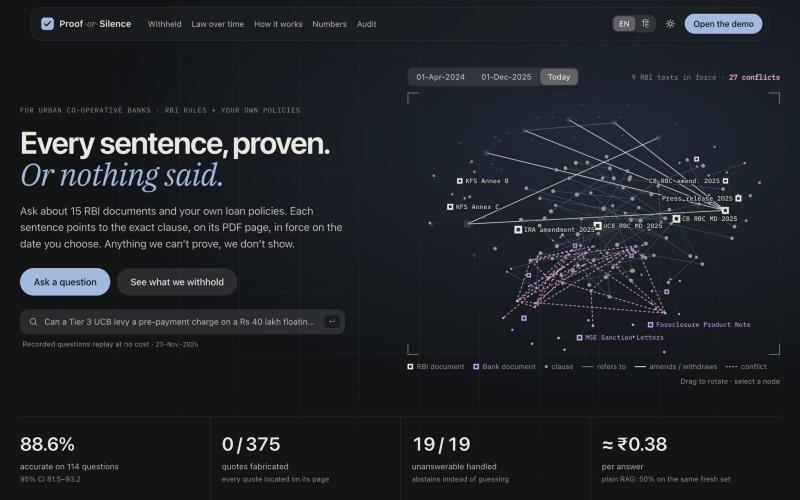 Proof -or- Silence
Withheld
Law over time
How it works
Numbers
Audit
EN
हिं
Open the demo
01-Apr-2024
01-Dec-2025
Today
9 RBI texts in force · 27 conflicts
FOR URBAN CO-OPERATIVE BANKS · RBI RULES + YOUR OWN POLICIES
Every sentence, proven.
Or nothing said.
Ask about 15 RBI documents and your own loan policies. Each
sentence points to the exact clause, on its PDF page, in force on the
date you choose. Anything we can't prove, we don't show.
Ask a question
See what we withhold
Can a Tier 3 UCB levy a pre-payment charge on a Rs 40 lakh floatin...
Recorded questions replay at no cost · 23-Nov-2026
KFS Annex B
CB RBC amend. 2025
Press release 2025
KFS Annex C
CB RBC MD 2025
UCB RBC MD 2025
IRA amendment 2025
Foreclosure Product Note
MSE Sanction Letters
RBI document
Bank document
clause
refers to
amends / withdraws
conflict
Drag to rotate · select a node
88.6%
accurate on 114 questions
95% CI 81.5–93.2
0 / 375
quotes fabricated
every quote located on its page
19 / 19
unanswerable handled
abstains instead of guessing
≈ ₹0.38
per answer
plain RAG: 50% on the same fresh set